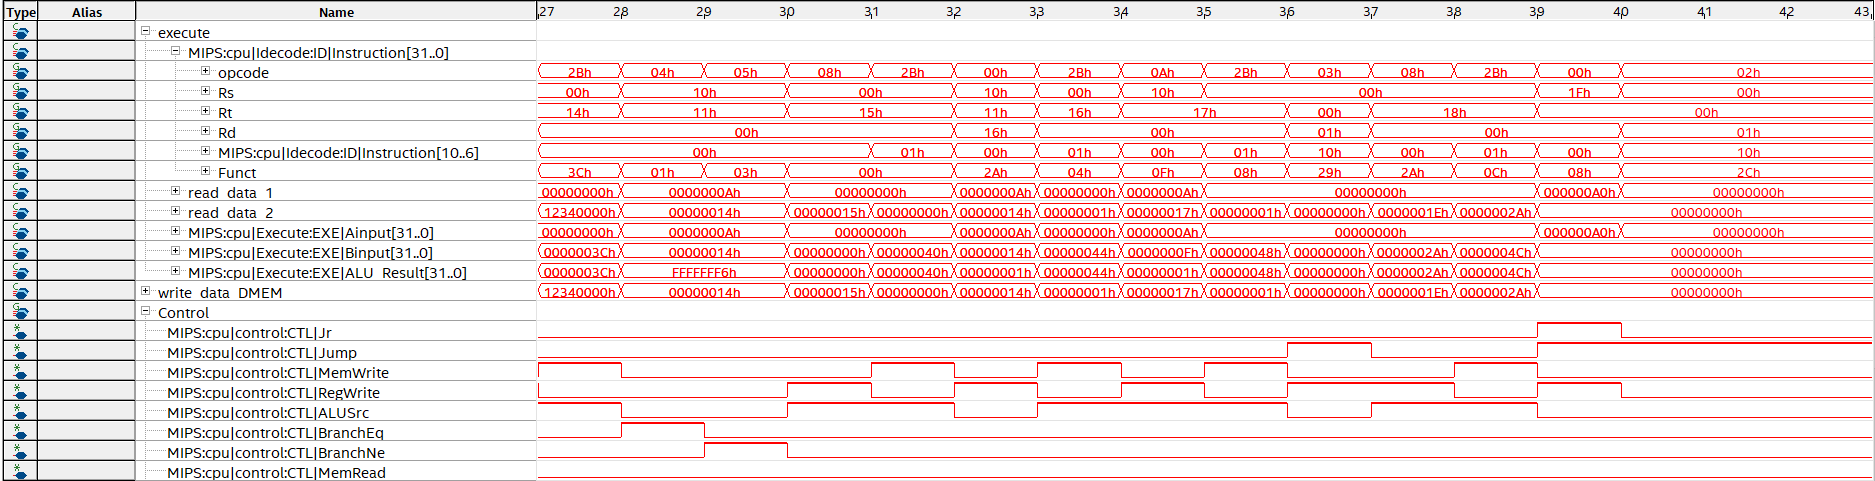 Type Alias Name 27 28 29 30 31 32 33 34 35 36 37 38 39 40 41 42 43
execute
MIPS:cpu|Idecode:ID|Instruction[31..0]
opcode 2Bh 04h 05h 08h 2Bh 00h 2Bh 0Ah 2Bh 03h 08h 2Bh 00h 02h
Rs 00h 10h 00h 10h 00h 10h 00h 1Fh 00h
Rt 14h 11h 15h 11h 16h 17h 00h 18h 00h
Rd 00h 16h 00h 01h 00h 01h
MIPS:cpu|Idecode:ID|Instruction[10..6] 00h 01h 00h 01h 00h 01h 10h 00h 01h 00h 10h
Funct 3Ch 01h 03h 00h 2Ah 04h 0Fh 08h 29h 2Ah 0Ch 08h 2Ch
read_data_1 00000000h 0000000Ah 00000000h 0000000Ah 00000000h 0000000Ah 00000000h 000000A0h 00000000h
read_data_2 12340000h 00000014h 00000015h 00000000h 00000014h 00000001h 00000017h 00000001h 00000000h 0000001Eh 0000002Ah 00000000h
MIPS:cpu|Execute:EXE|Ainput[31..0] 00000000h 0000000Ah 00000000h 0000000Ah 00000000h 0000000Ah 00000000h 000000A0h 00000000h
MIPS:cpu|Execute:EXE|Binput[31..0] 0000003Ch 00000014h 00000000h 00000040h 00000014h 00000044h 0000000Fh 00000048h 00000000h 0000002Ah 0000004Ch 00000000h
MIPS:cpu|Execute:EXE|ALU_Result[31..0] 0000003Ch FFFFFFF6h 00000000h 00000040h 00000001h 00000044h 00000001h 00000048h 00000000h 0000002Ah 0000004Ch 00000000h
write_data_DMEM 12340000h 00000014h 00000015h 00000000h 00000014h 00000001h 00000017h 00000001h 00000000h 0000001Eh 0000002Ah 00000000h
Control
MIPS:cpu|control:CTL|Jr
MIPS:cpu|control:CTL|Jump
MIPS:cpu|control:CTL|MemWrite
MIPS:cpu|control:CTL|RegWrite
MIPS:cpu|control:CTL|ALUSrc
MIPS:cpu|control:CTL|BranchEq
MIPS:cpu|control:CTL|BranchNe
MIPS:cpu|control:CTL|MemRead